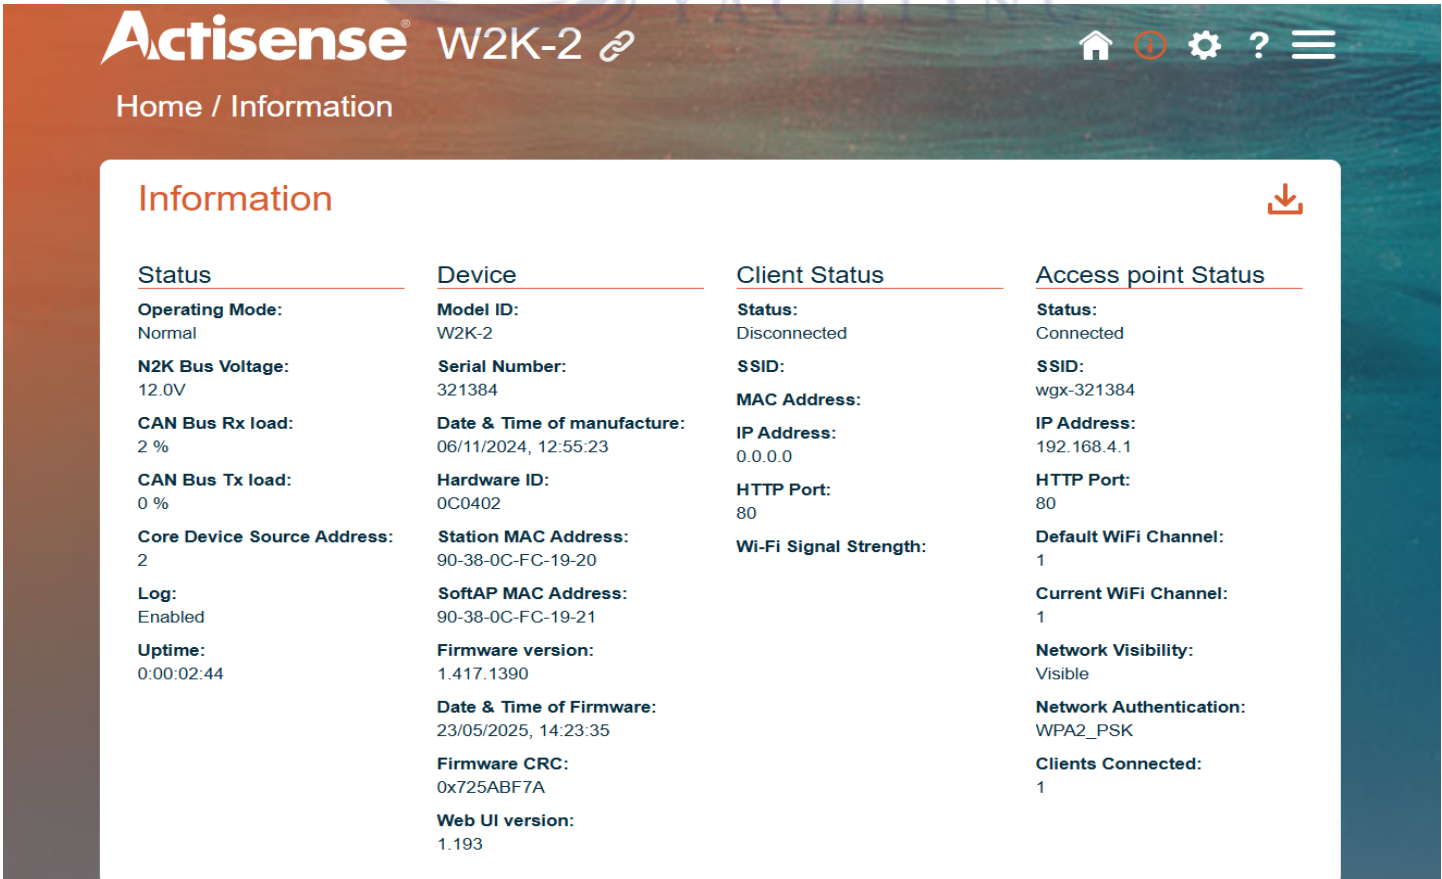 YACHTING
Actisense® W2K-2
?
Home / Information
Information
Status
Operating Mode:
Normal
N2K Bus Voltage:
12.0V
CAN Bus Rx load:
2 %
CAN Bus Tx load:
0 %
Core Device Source Address:
2
Log:
Enabled
Uptime:
0:00:02:44
Device
Model ID:
W2K-2
Serial Number:
321384
Date & Time of manufacture:
06/11/2024, 12:55:23
Hardware ID:
0C0402
Station MAC Address:
90-38-0C-FC-19-20
SoftAP MAC Address:
90-38-0C-FC-19-21
Firmware version:
1.417.1390
Date & Time of Firmware:
23/05/2025, 14:23:35
Firmware CRC:
0x725ABF7A
Web UI version:
1.193
Client Status
Status:
Disconnected
SSID:
MAC Address:
IP Address:
0.0.0.0
HTTP Port:
80
Wi-Fi Signal Strength:
Access point Status
Status:
Connected
SSID:
wgx-321384
IP Address:
192.168.4.1
HTTP Port:
80
Default WiFi Channel:
1
Current WiFi Channel:
1
Network Visibility:
Visible
Network Authentication:
WPA2_PSK
Clients Connected:
1